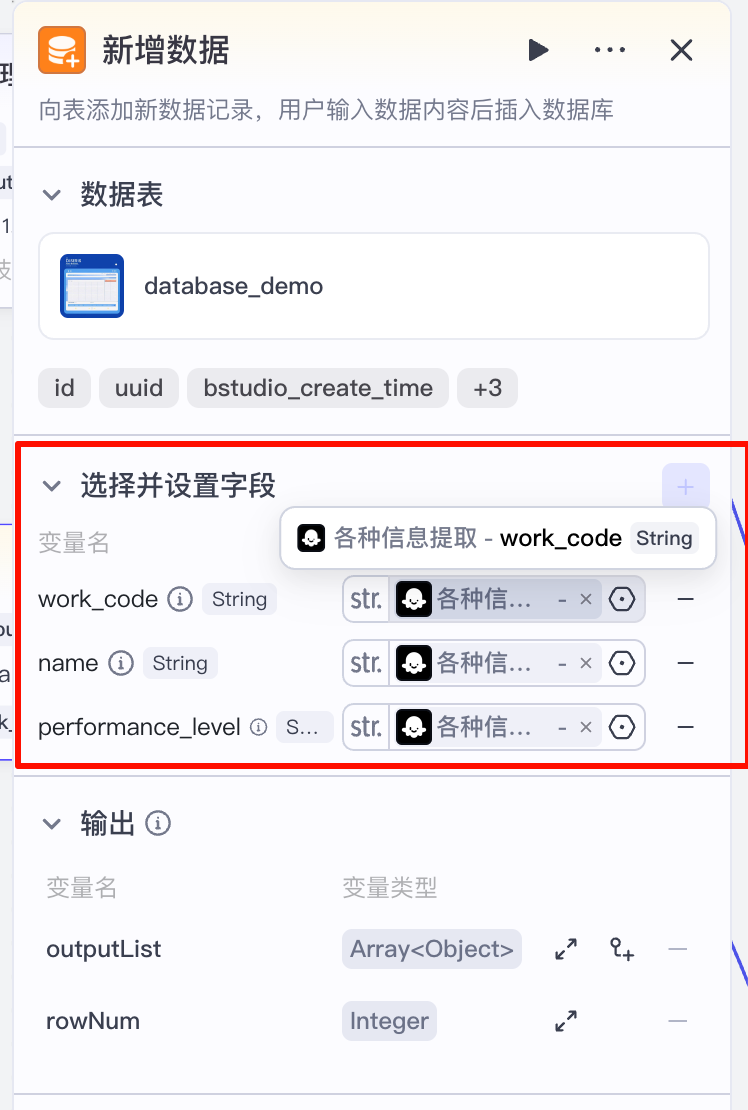 新增数据
向表添加新数据记录，用户输入数据内容后插入数据库
数据表
database_demo
id uuid bstudio_create_time +3
选择并设置字段
变量名
各种信息提取 - work_code String
work_code String str. 各种信... -
name String str. 各种信... -
performance_level S... str. 各种信... -
输出
变量名 变量类型
outputList Array<Object>
rowNum Integer